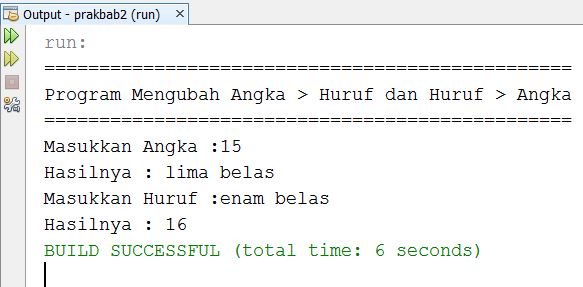 Output - prakbab2 (run)
run:
================================================
Program Mengubah Angka > Huruf dan Huruf > Angka
================================================
Masukkan Angka :15
Hasilnya : lima belas
Masukkan Huruf :enam belas
Hasilnya : 16
BUILD SUCCESSFUL (total time: 6 seconds)